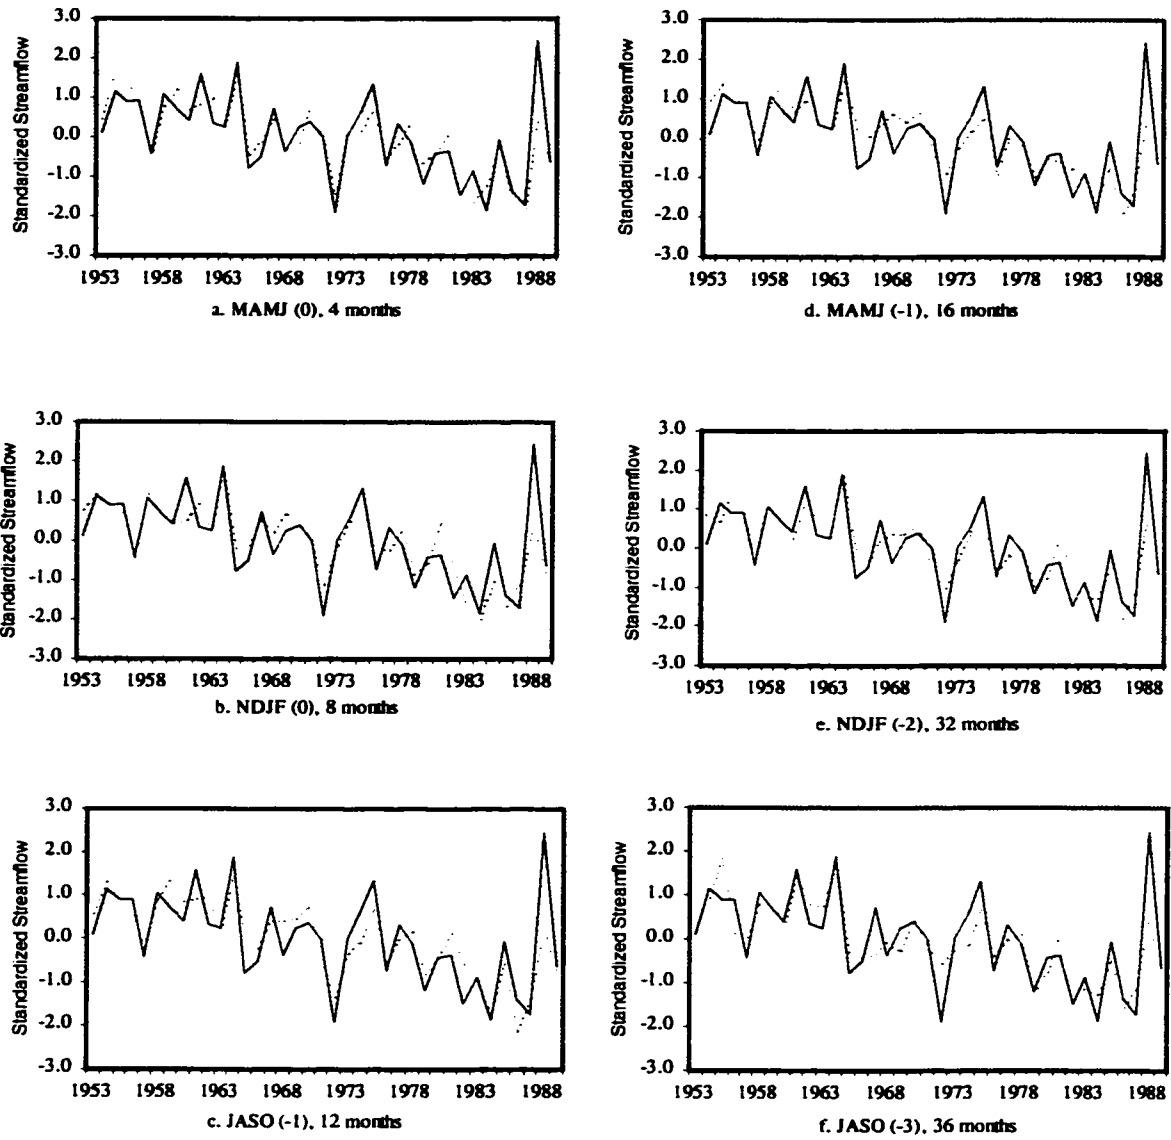 Standardized Streamflow
3.0
2.0
1.0
0.0
-1.0
-2.0
-3.0
1953 1958 1963 1968 1973 1978 1983 1988
a. MAMJ (0), 4 months
Standardized Streamflow
3.0
2.0
1.0
0.0
-1.0
-2.0
-3.0
1953 1958 1963 1968 1973 1978 1983 1988
d. MAMJ (-1), 16 months
Standardized Streamflow
3.0
2.0
1.0
0.0
-1.0
-2.0
-3.0
1953 1958 1963 1968 1973 1978 1983 1988
b. NDJF (0), 8 months
Standardized Streamflow
3.0
2.0
1.0
0.0
-1.0
-2.0
-3.0
1953 1958 1963 1968 1973 1978 1983 1988
e. NDJF (-2), 32 months
Standardized Streamflow
3.0
2.0
1.0
0.0
-1.0
-2.0
-3.0
1953 1958 1963 1968 1973 1978 1983 1988
c. JASO (-1), 12 months
Standardized Streamflow
3.0
2.0
1.0
0.0
-1.0
-2.0
-3.0
1953 1958 1963 1968 1973 1978 1983 1988
f. JASO (-3), 36 months